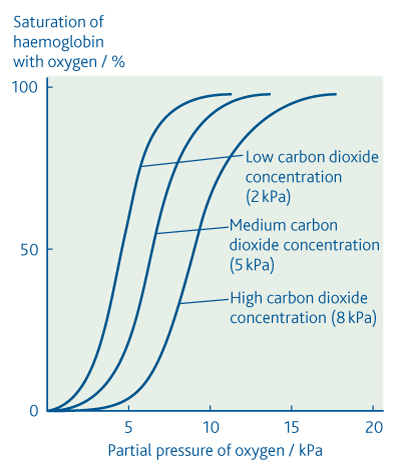 Saturation of
haemoglobin
with oxygen / %
100
Low carbon dioxide
concentration
(2 kPa)
Medium carbon
dioxide concentration
(5 kPa)
50
High carbon dioxide
concentration (8 kPa)
0
5 10 15 20
Partial pressure of oxygen / kPa